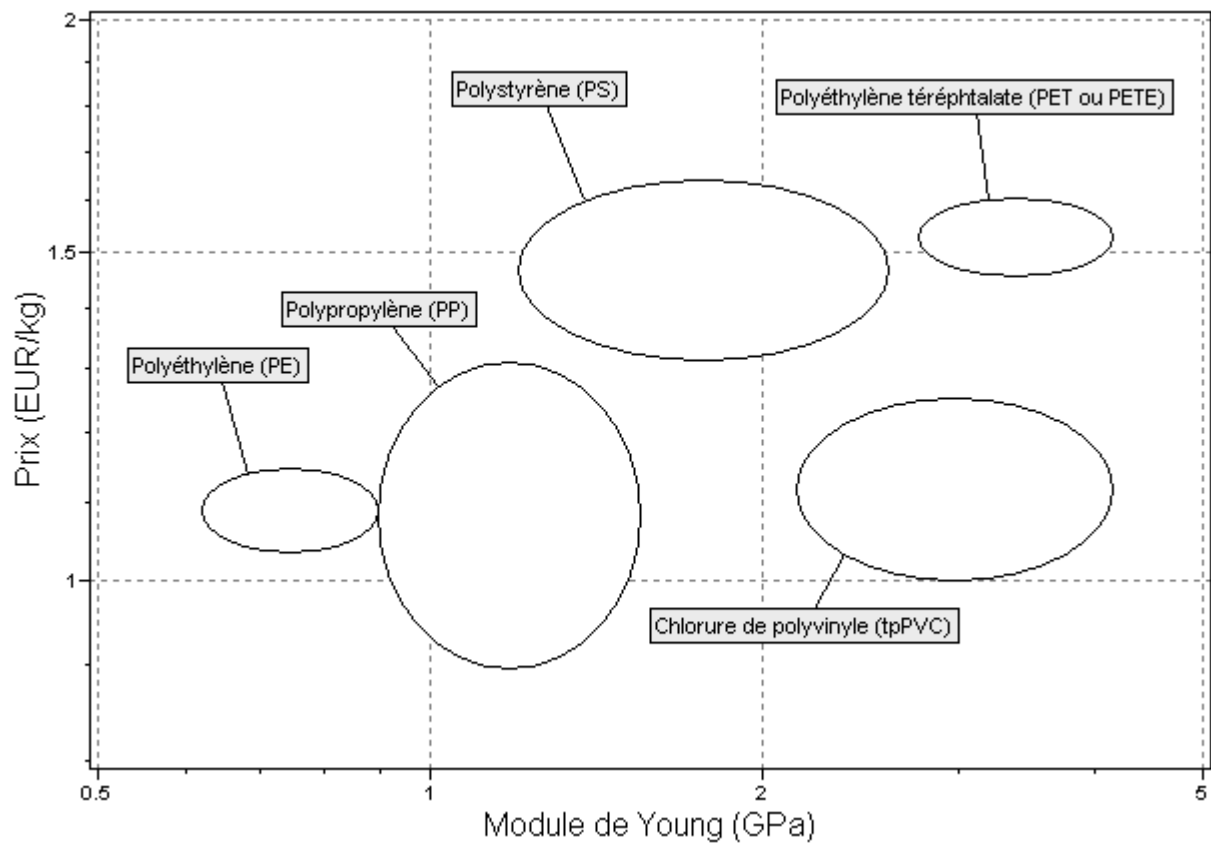 2
Polystyrène (PS)
Polyéthylène téréphtalate (PET ou PETE)
1.5
Polypropylène (PP)
Polyéthylène (PE)
Prix (EUR/kg)
1
Chlorure de polyvinyle (tpPVC)
0.5
1
2
5
Module de Young (GPa)